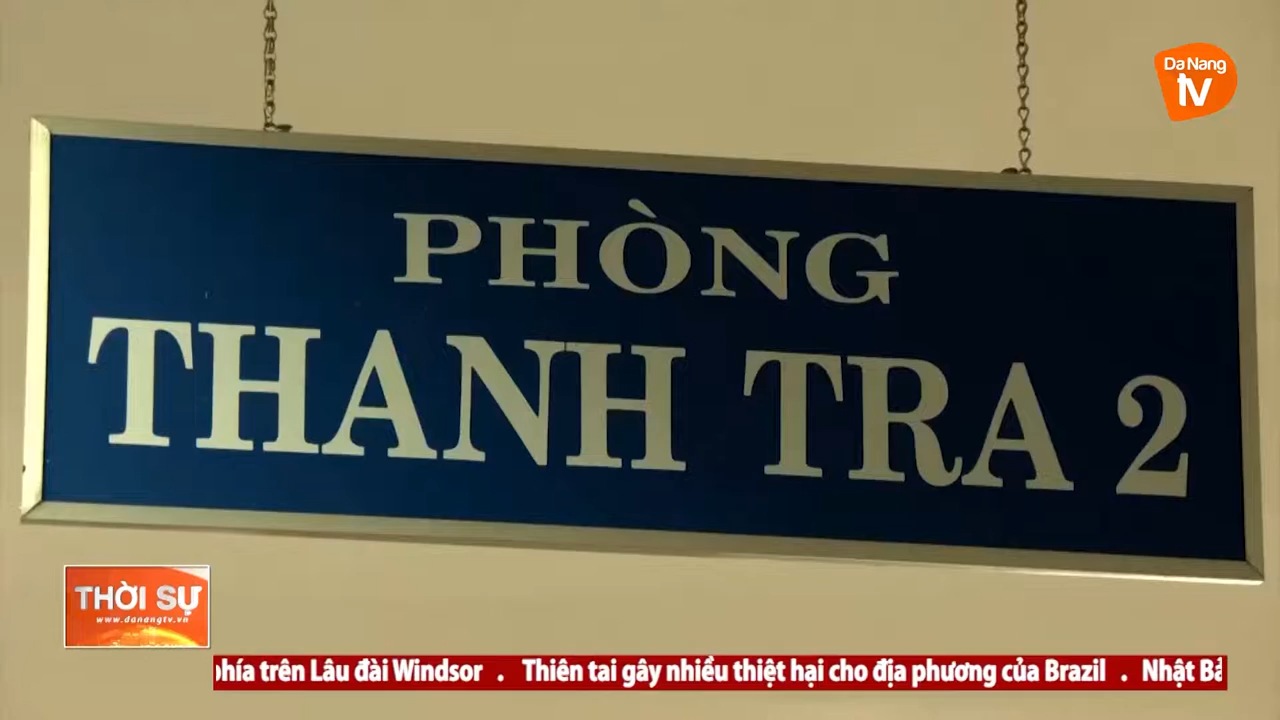 Da Nang
tv
PHÒNG
THANH TRA 2
THỜI SỰ
www.danangtv.vn
phía trên Lâu đài Windsor . Thiên tai gây nhiều thiệt hại cho địa phương của Brazil . Nhật